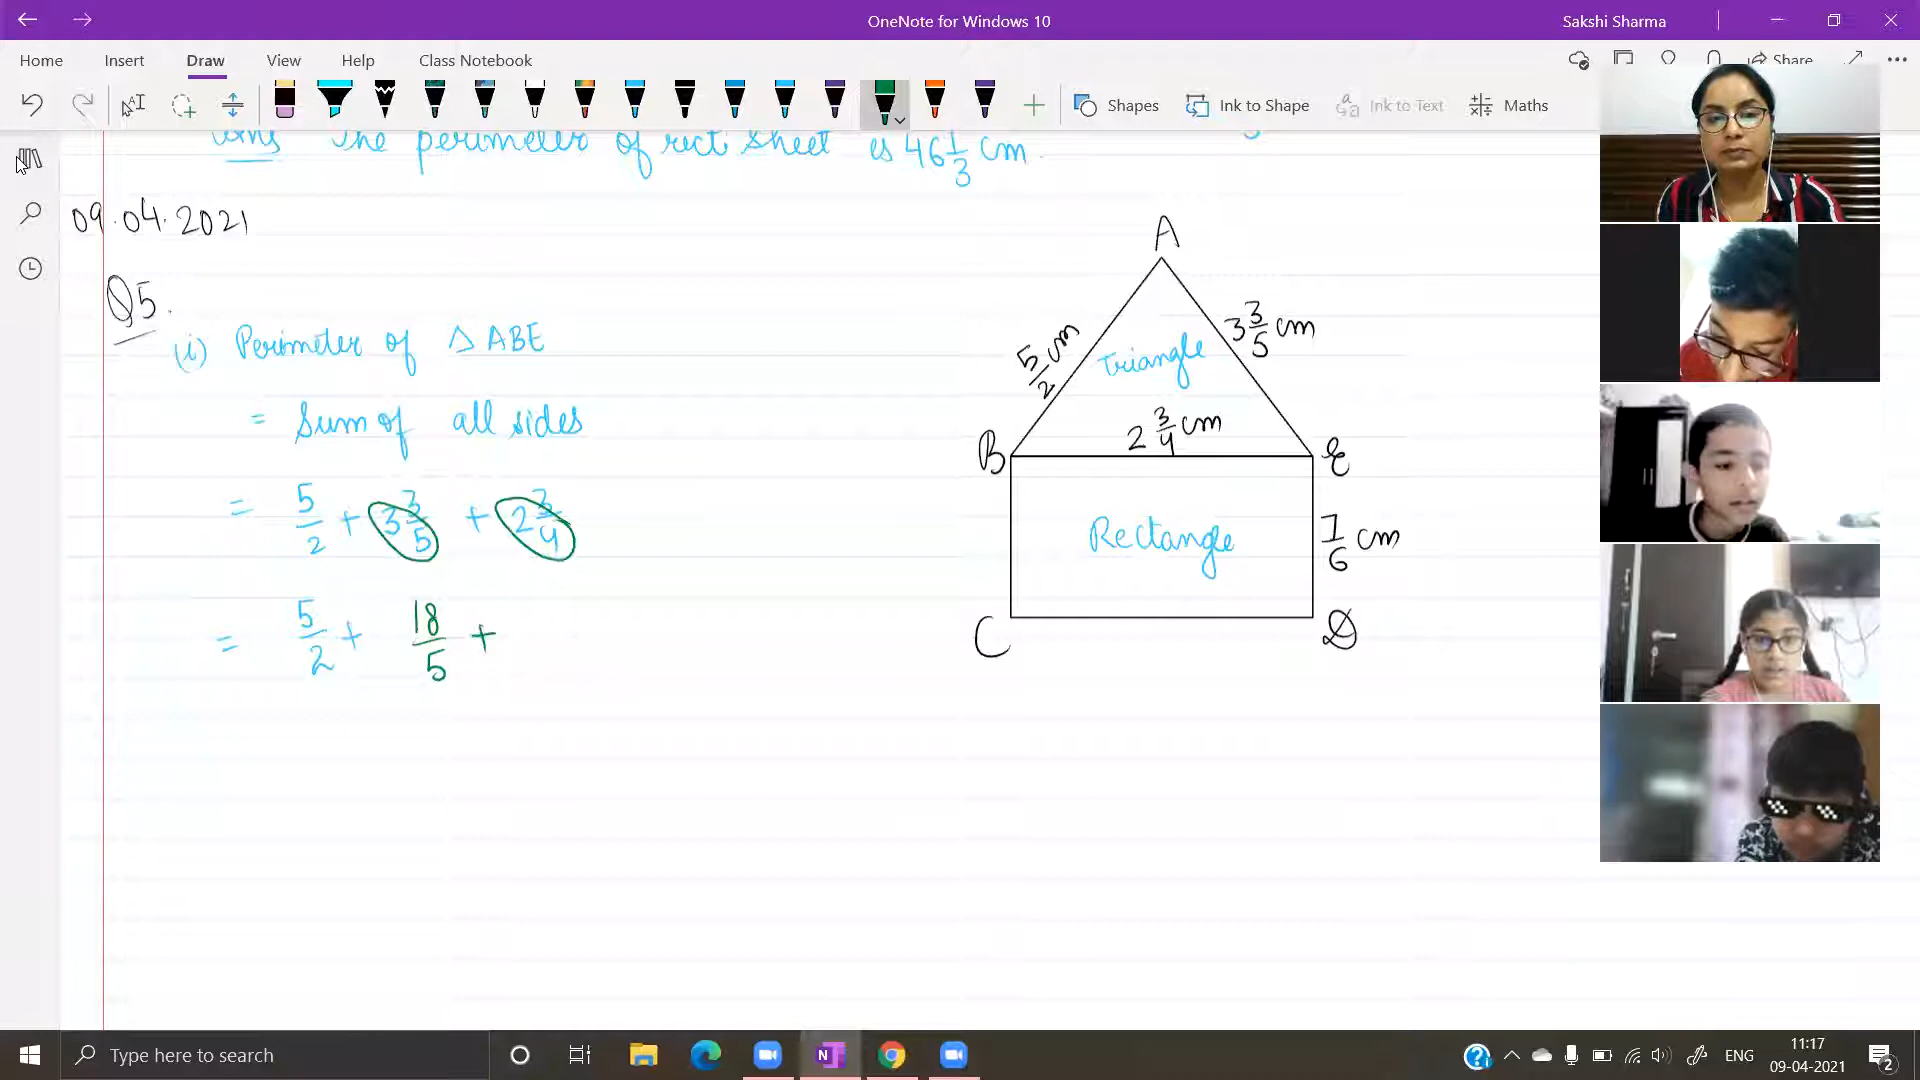 OneNote for Windows 10
Sakshi Sharma
Home Insert Draw View Help Class Notebook Share
Shapes Ink to Shape Ink to Text Maths
Ans The perimeter of rect. sheet is 46 1/3 cm.
09.04.2021
Q5.
(i) Perimeter of △ ABE
= Sum of all sides
= 5/2 + 3 3/5 + 2 3/4
= 5/2 + 18/5 +
A
5/2 cm
3 3/5 cm
Triangle
2 3/4 cm
B E
Rectangle
7/6 cm
C D
Type here to search
ENG
11:17
09-04-2021
2